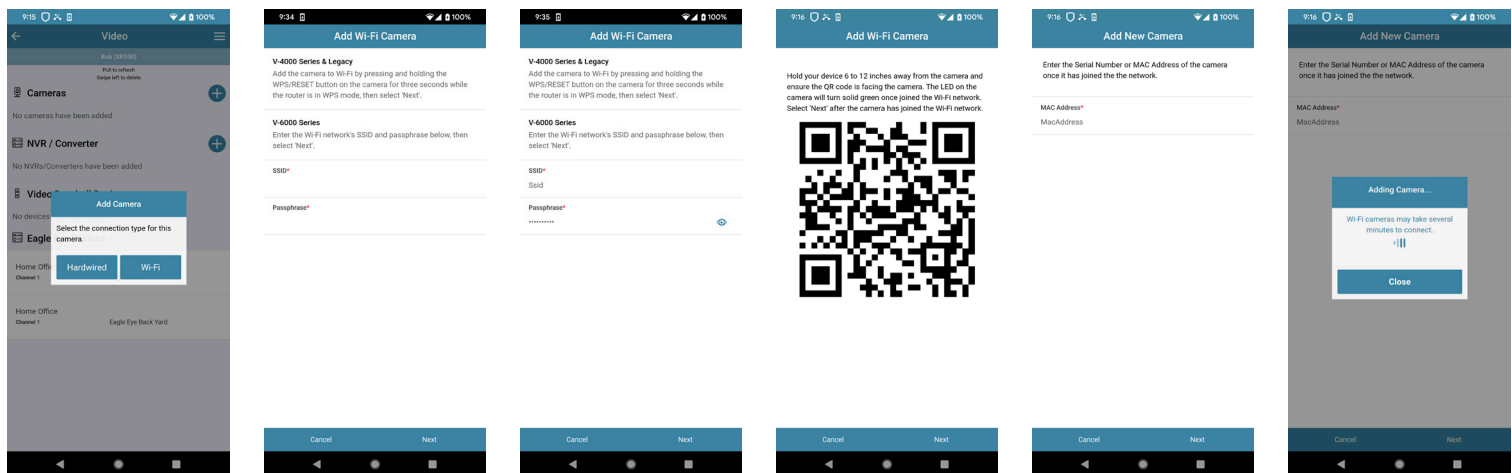 9:15 100%
Video
Bob (XR550)
Pull to refresh
Swipe left to delete
Cameras
No cameras have been added
NVR / Converter
No NVRs/Converters have been added
Video
No devices
Eagle
Add Camera
Select the connection type for this
camera.
Hardwired Wi-Fi
Home Offi
Channel 1
Home Office
Channel 1 Eagle Eye Back Yard
9:34 100%
Add Wi-Fi Camera
V-4000 Series & Legacy
Add the camera to Wi-Fi by pressing and holding the
WPS/RESET button on the camera for three seconds while
the router is in WPS mode, then select 'Next'.
V-6000 Series
Enter the Wi-Fi network's SSID and passphrase below, then
select 'Next'.
SSID*
Passphrase*
Cancel Next
9:35 100%
Add Wi-Fi Camera
V-4000 Series & Legacy
Add the camera to Wi-Fi by pressing and holding the
WPS/RESET button on the camera for three seconds while
the router is in WPS mode, then select 'Next'.
V-6000 Series
Enter the Wi-Fi network's SSID and passphrase below, then
select 'Next'.
SSID*
Ssid
Passphrase*
••••••••••
Cancel Next
9:16 100%
Add Wi-Fi Camera
Hold your device 6 to 12 inches away from the camera and
ensure the QR code is facing the camera. The LED on the
camera will turn solid green once joined the Wi-Fi network.
Select 'Next' after the camera has joined the Wi-Fi network.
Cancel Next
9:16 100%
Add New Camera
Enter the Serial Number or MAC Address of the camera
once it has joined the the network.
MAC Address*
MacAddress
Cancel Next
9:16 100%
Add New Camera
Enter the Serial Number or MAC Address of the camera
once it has joined the the network.
MAC Address*
MacAddress
Adding Camera...
Wi-Fi cameras may take several
minutes to connect.
Close
Cancel Next